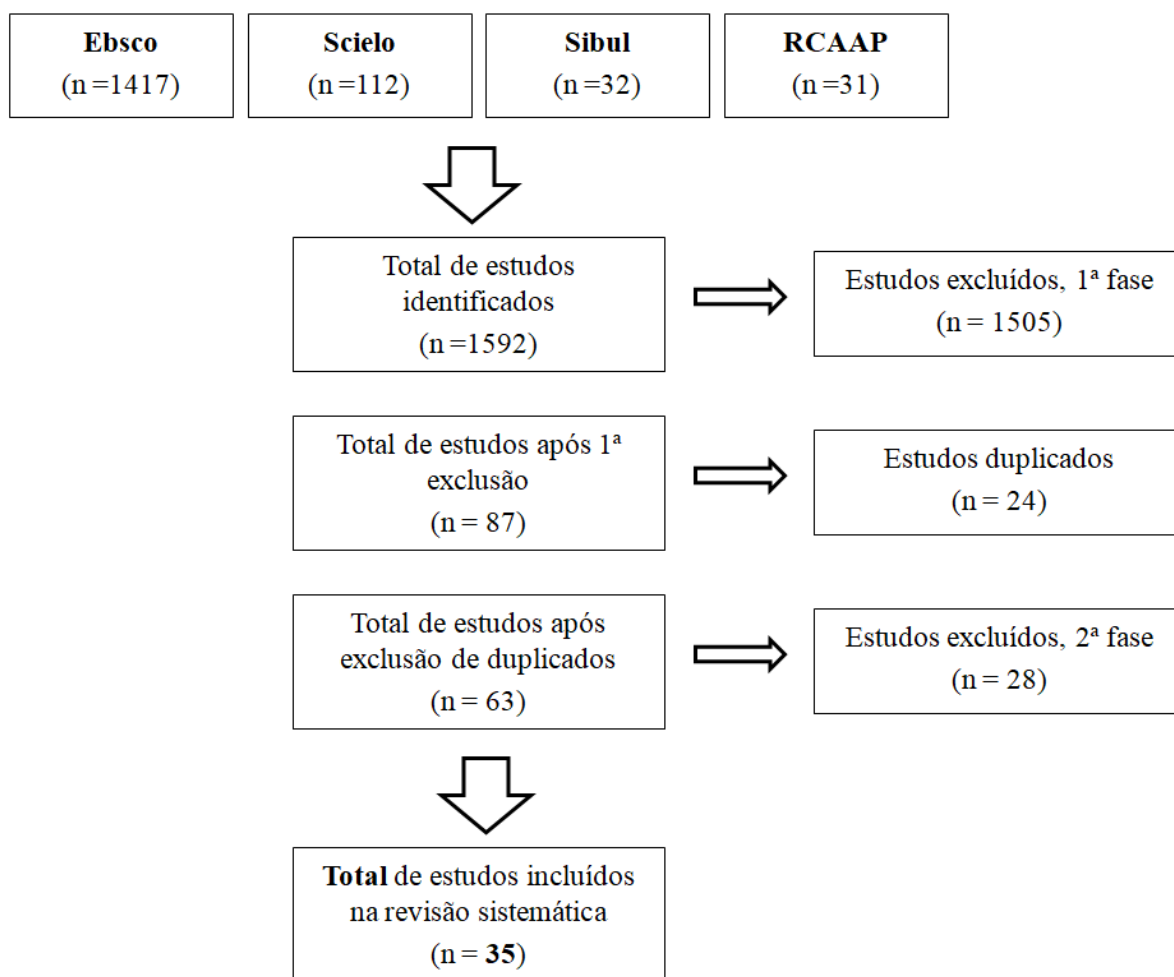 Ebsco
(n =1417)
Scielo
(n =112)
Sibul
(n =32)
RCAAP
(n =31)
Total de estudos
identificados
(n =1592)
Estudos excluídos, 1ª fase
(n = 1505)
Total de estudos após 1ª
exclusão
(n = 87)
Estudos duplicados
(n = 24)
Total de estudos após
exclusão de duplicados
(n = 63)
Estudos excluídos, 2ª fase
(n = 28)
Total de estudos incluídos
na revisão sistemática
(n = 35)